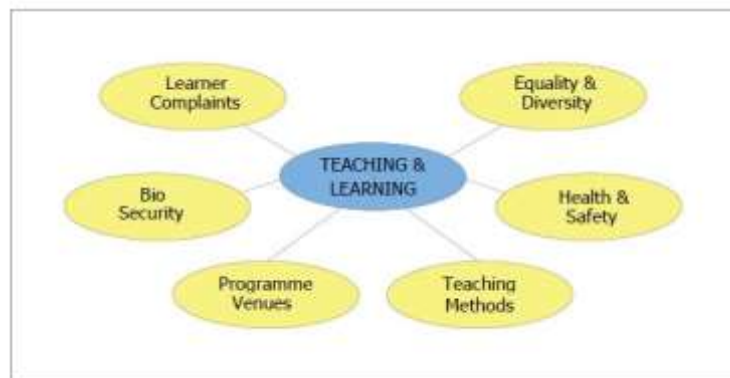 Learner
Complaints
Equality &
Diversity
TEACHING &
LEARNING
Bio
Security
Health &
Safety
Programme
Venues
Teaching
Methods